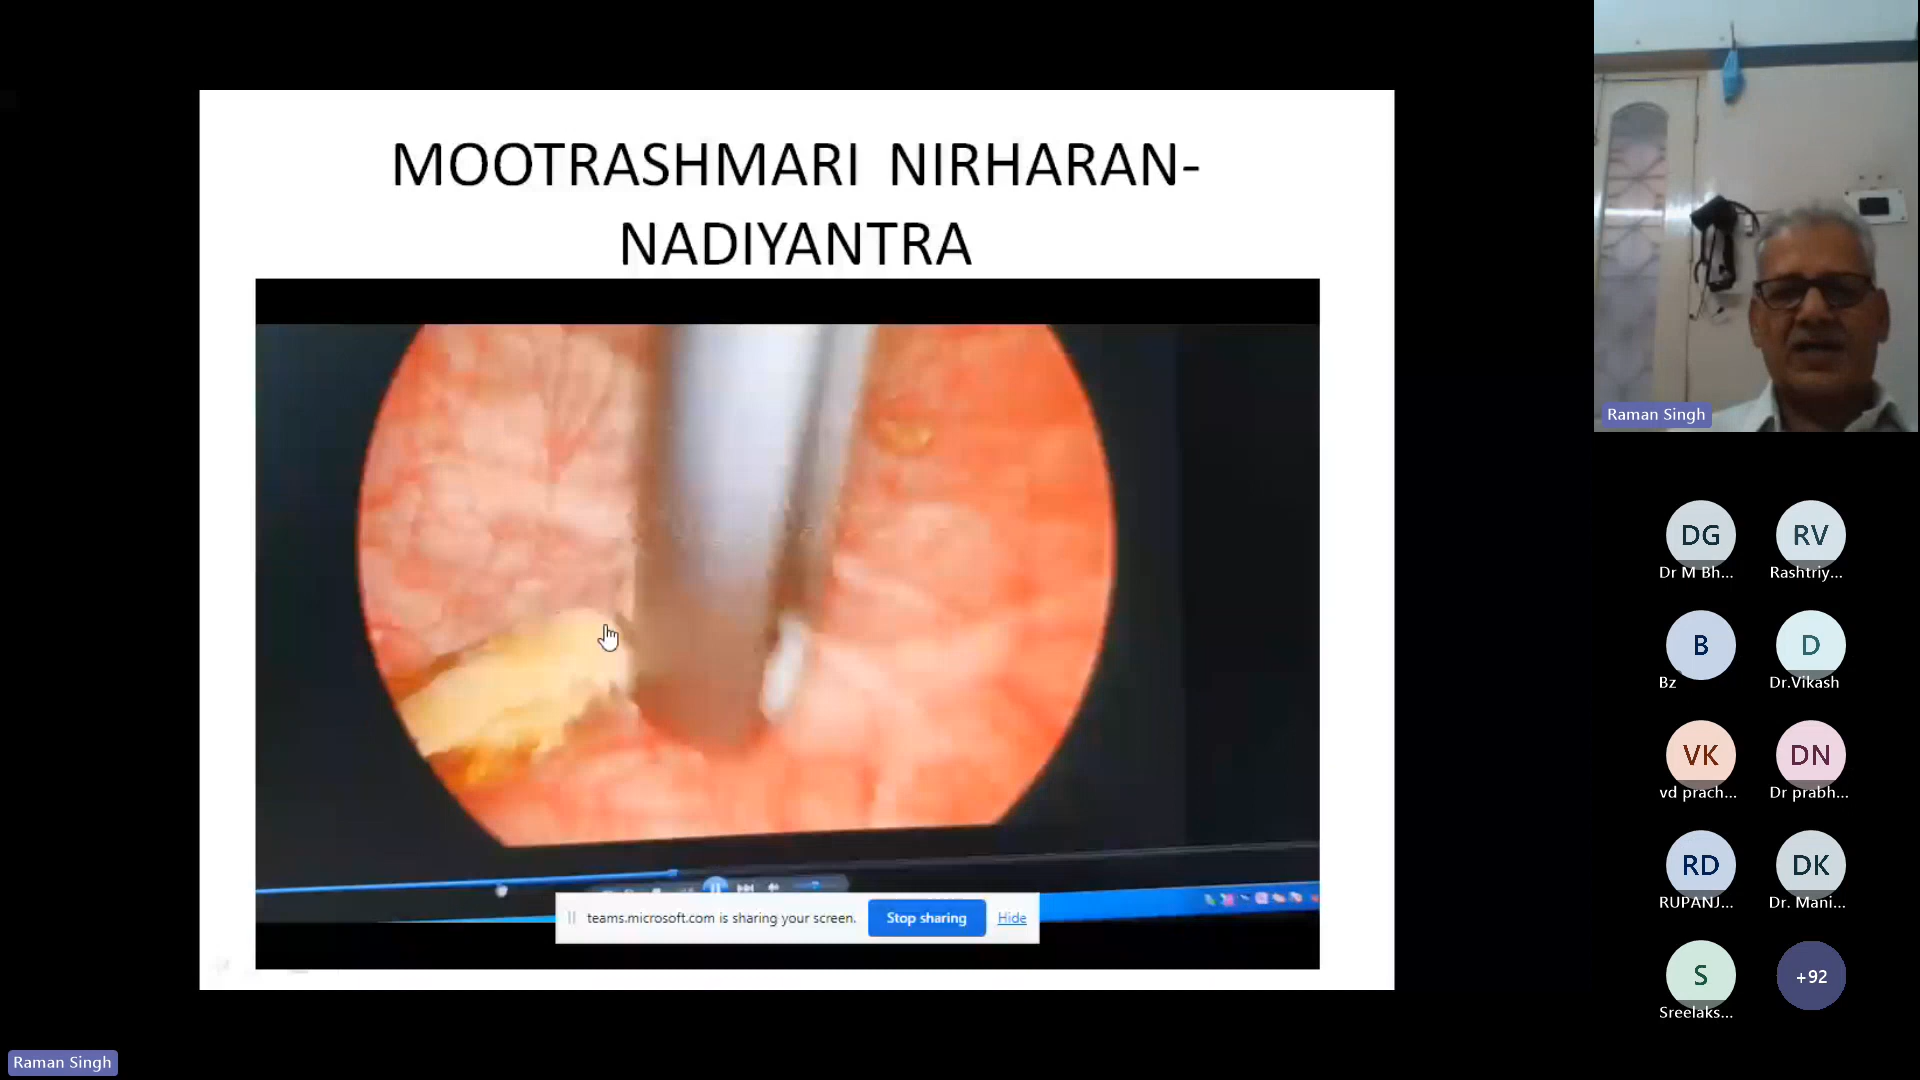 MOOTRASHMARI NIRHARAN-
NADIYANTRA
teams.microsoft.com is sharing your screen.
Stop sharing
Hide
Raman Singh
DG
Dr M Bh...
RV
Rashtriy...
B
Bz
D
Dr.Vikash
VK
vd prach...
DN
Dr prabh...
RD
RUPANJ...
DK
Dr. Mani...
S
Sreelaks...
+92
Raman Singh